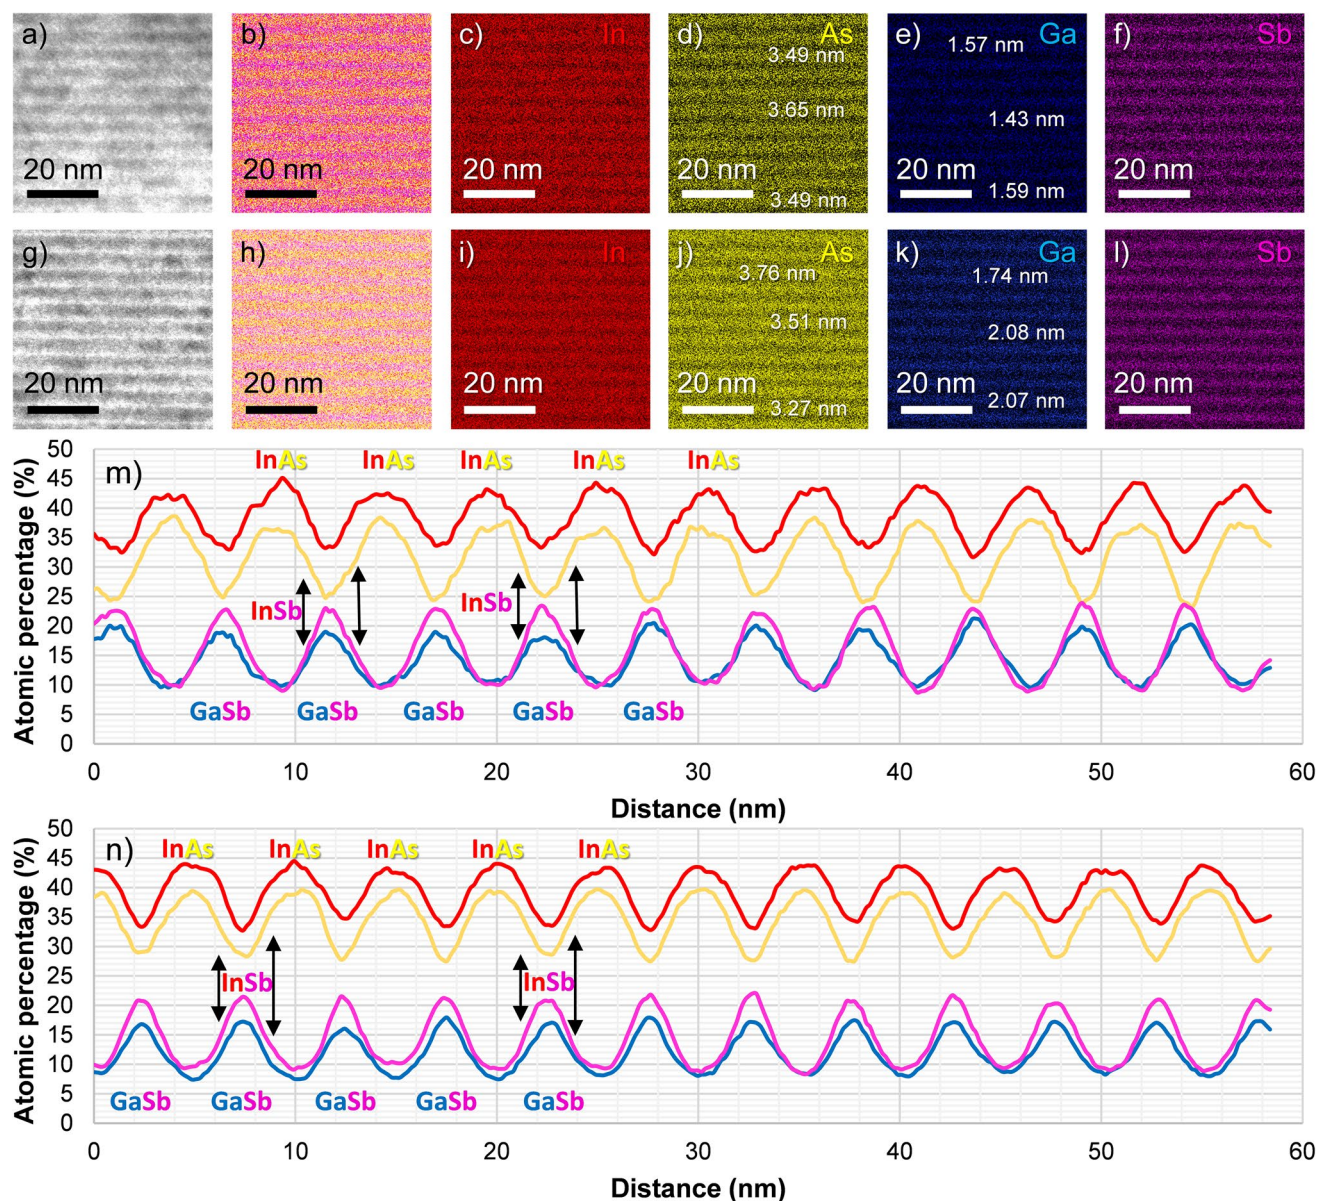 a) b) c) In d) As e) Ga f) Sb
3.49 nm 1.57 nm
3.65 nm 1.43 nm
20 nm 20 nm 20 nm 20 nm 20 nm 20 nm
3.49 nm 1.59 nm
g) h) i) In j) As k) Ga l) Sb
3.76 nm 1.74 nm
3.51 nm 2.08 nm
20 nm 20 nm 20 nm 20 nm 20 nm 20 nm
3.27 nm 2.07 nm
m)
Atomic percentage (%)
50
45
40
35
30
25
20
15
10
5
0
InAs InAs InAs InAs InAs
InSb InSb
GaSb GaSb GaSb GaSb GaSb
0 10 20 30 40 50 60
Distance (nm)
n)
Atomic percentage (%)
50
45
40
35
30
25
20
15
10
5
0
InAs InAs InAs InAs InAs
InSb InSb
GaSb GaSb GaSb GaSb GaSb
0 10 20 30 40 50 60
Distance (nm)